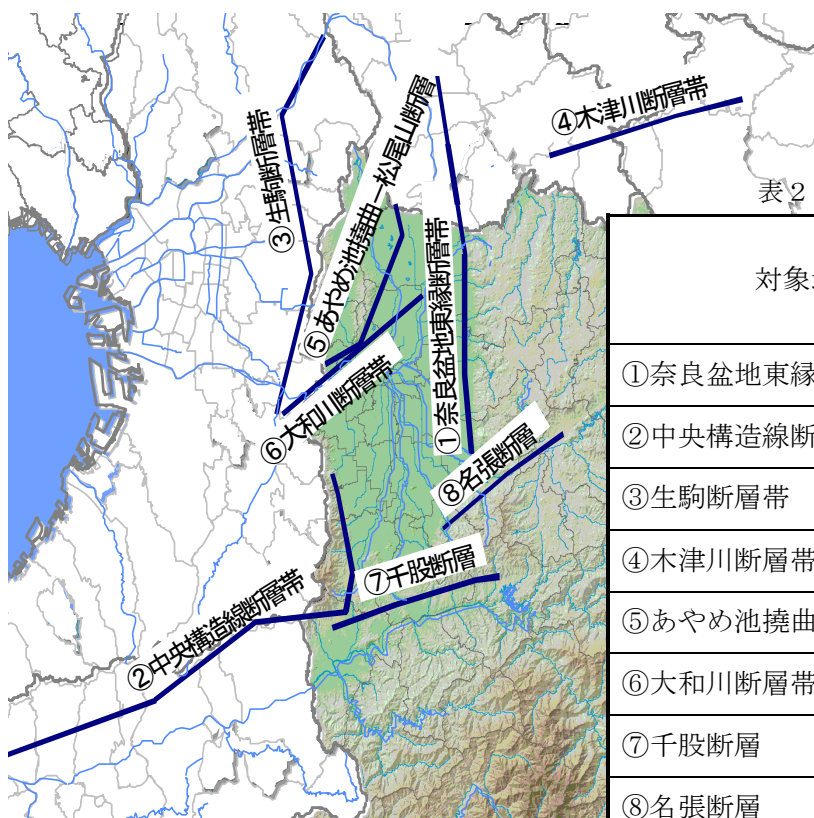 ④木津川断層帯
③生駒断層帯
⑤あやめ池撓曲ー松尾山断層
①奈良盆地東縁断層帯
⑥大和川断層帯
⑧名張断層
⑦千股断層
②中央構造線断層帯
表2
対象
①奈良盆地東縁
②中央構造線断
③生駒断層帯
④木津川断層帯
⑤あやめ池撓曲
⑥大和川断層帯
⑦千股断層
⑧名張断層